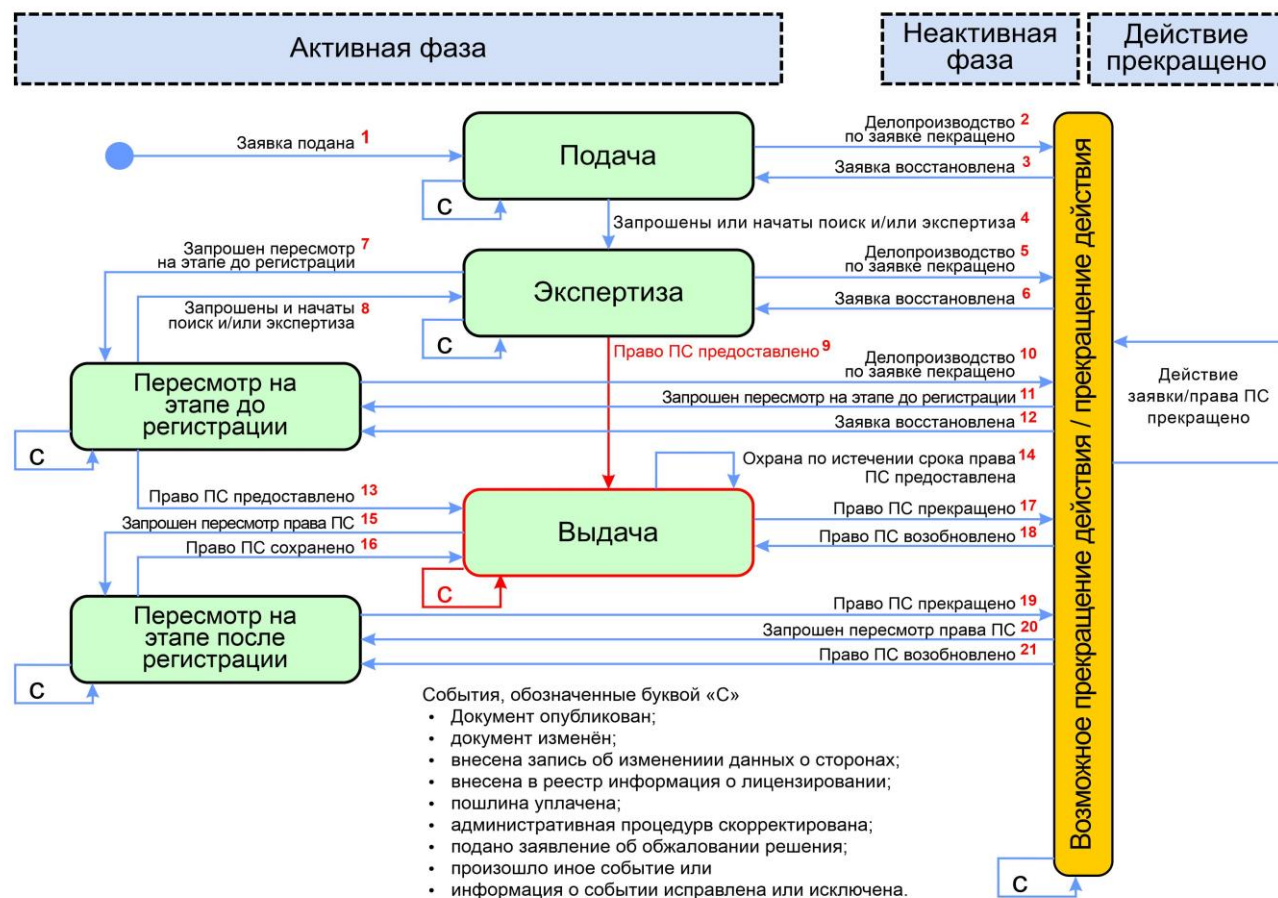 Активная фаза
Неактивная
фаза
Действие
прекращено
Заявка подана 1
Подача
С
Делопроизводство 2
по заявке пекращено
Заявка восстановлена 3
Запрошены или начаты поиск и/или экспертиза 4
Запрошен пересмотр 7
на этапе до регистрации
Экспертиза
С
Делопроизводство 5
по заявке пекращено
Запрошены и начаты 8
поиск и/или экспертиза
Заявка восстановлена 6
Право ПС предоставлено 9
Пересмотр на
этапе до
регистрации
С
Делопроизводство 10
по заявке пекращено
Запрошен пересмотр на этапе до регистрации 11
Заявка восстановлена 12
Действие
заявки/права ПС
прекращено
Охрана по истечении срока права 14
ПС предоставлена
Право ПС предоставлено 13
Запрошен пересмотр права ПС 15
Право ПС сохранено 16
Выдача
С
Право ПС прекращено 17
Право ПС возобновлено 18
Пересмотр на
этапе после
регистрации
С
Право ПС прекращено 19
Запрошен пересмотр права ПС 20
Право ПС возобновлено 21
Возможное прекращение действия / прекращение действия
С
События, обозначенные буквой «С»
• Документ опубликован;
• документ изменён;
• внесена запись об изменениии данных о сторонах;
• внесена в реестр информация о лицензировании;
• пошлина уплачена;
• административная процедурв скорректирована;
• подано заявление об обжаловании решения;
• произошло иное событие или
• информация о событии исправлена или исключена.